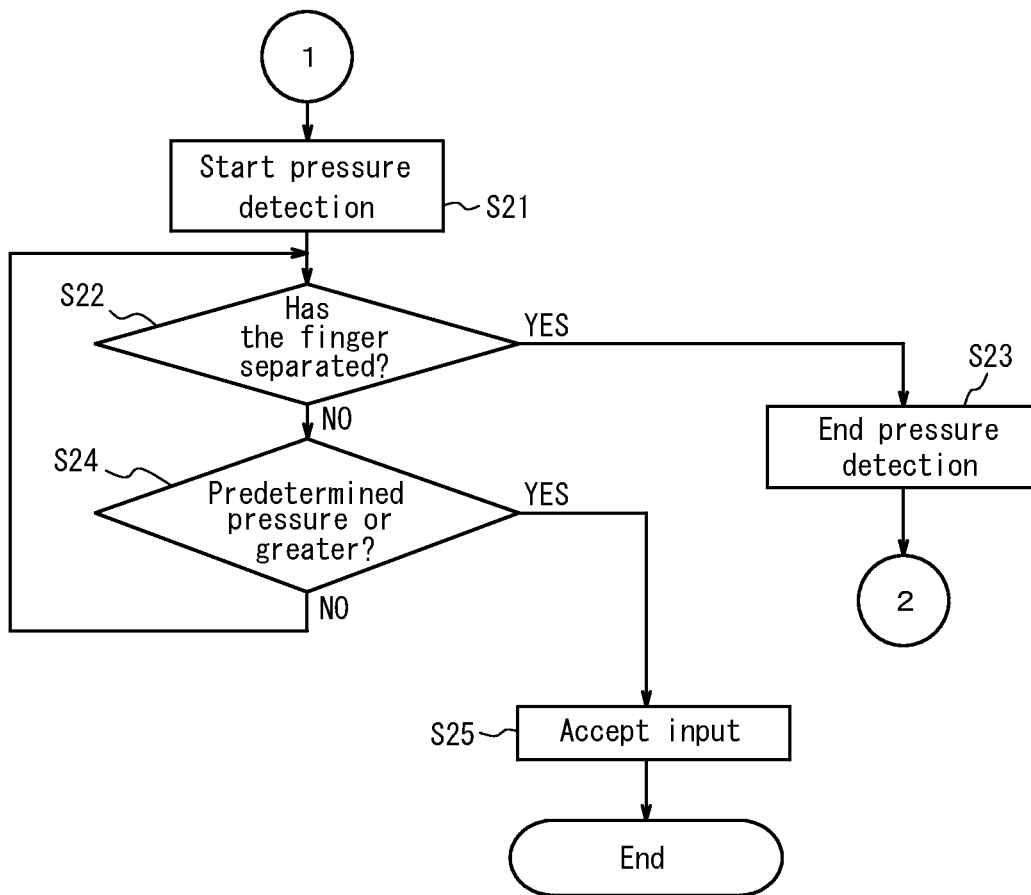 1
Start pressure
detection
S21
S22
Has
the finger
separated?
YES
S23
NO
End pressure
detection
S24
Predetermined
pressure or
greater?
YES
NO
2
S25
Accept input
End